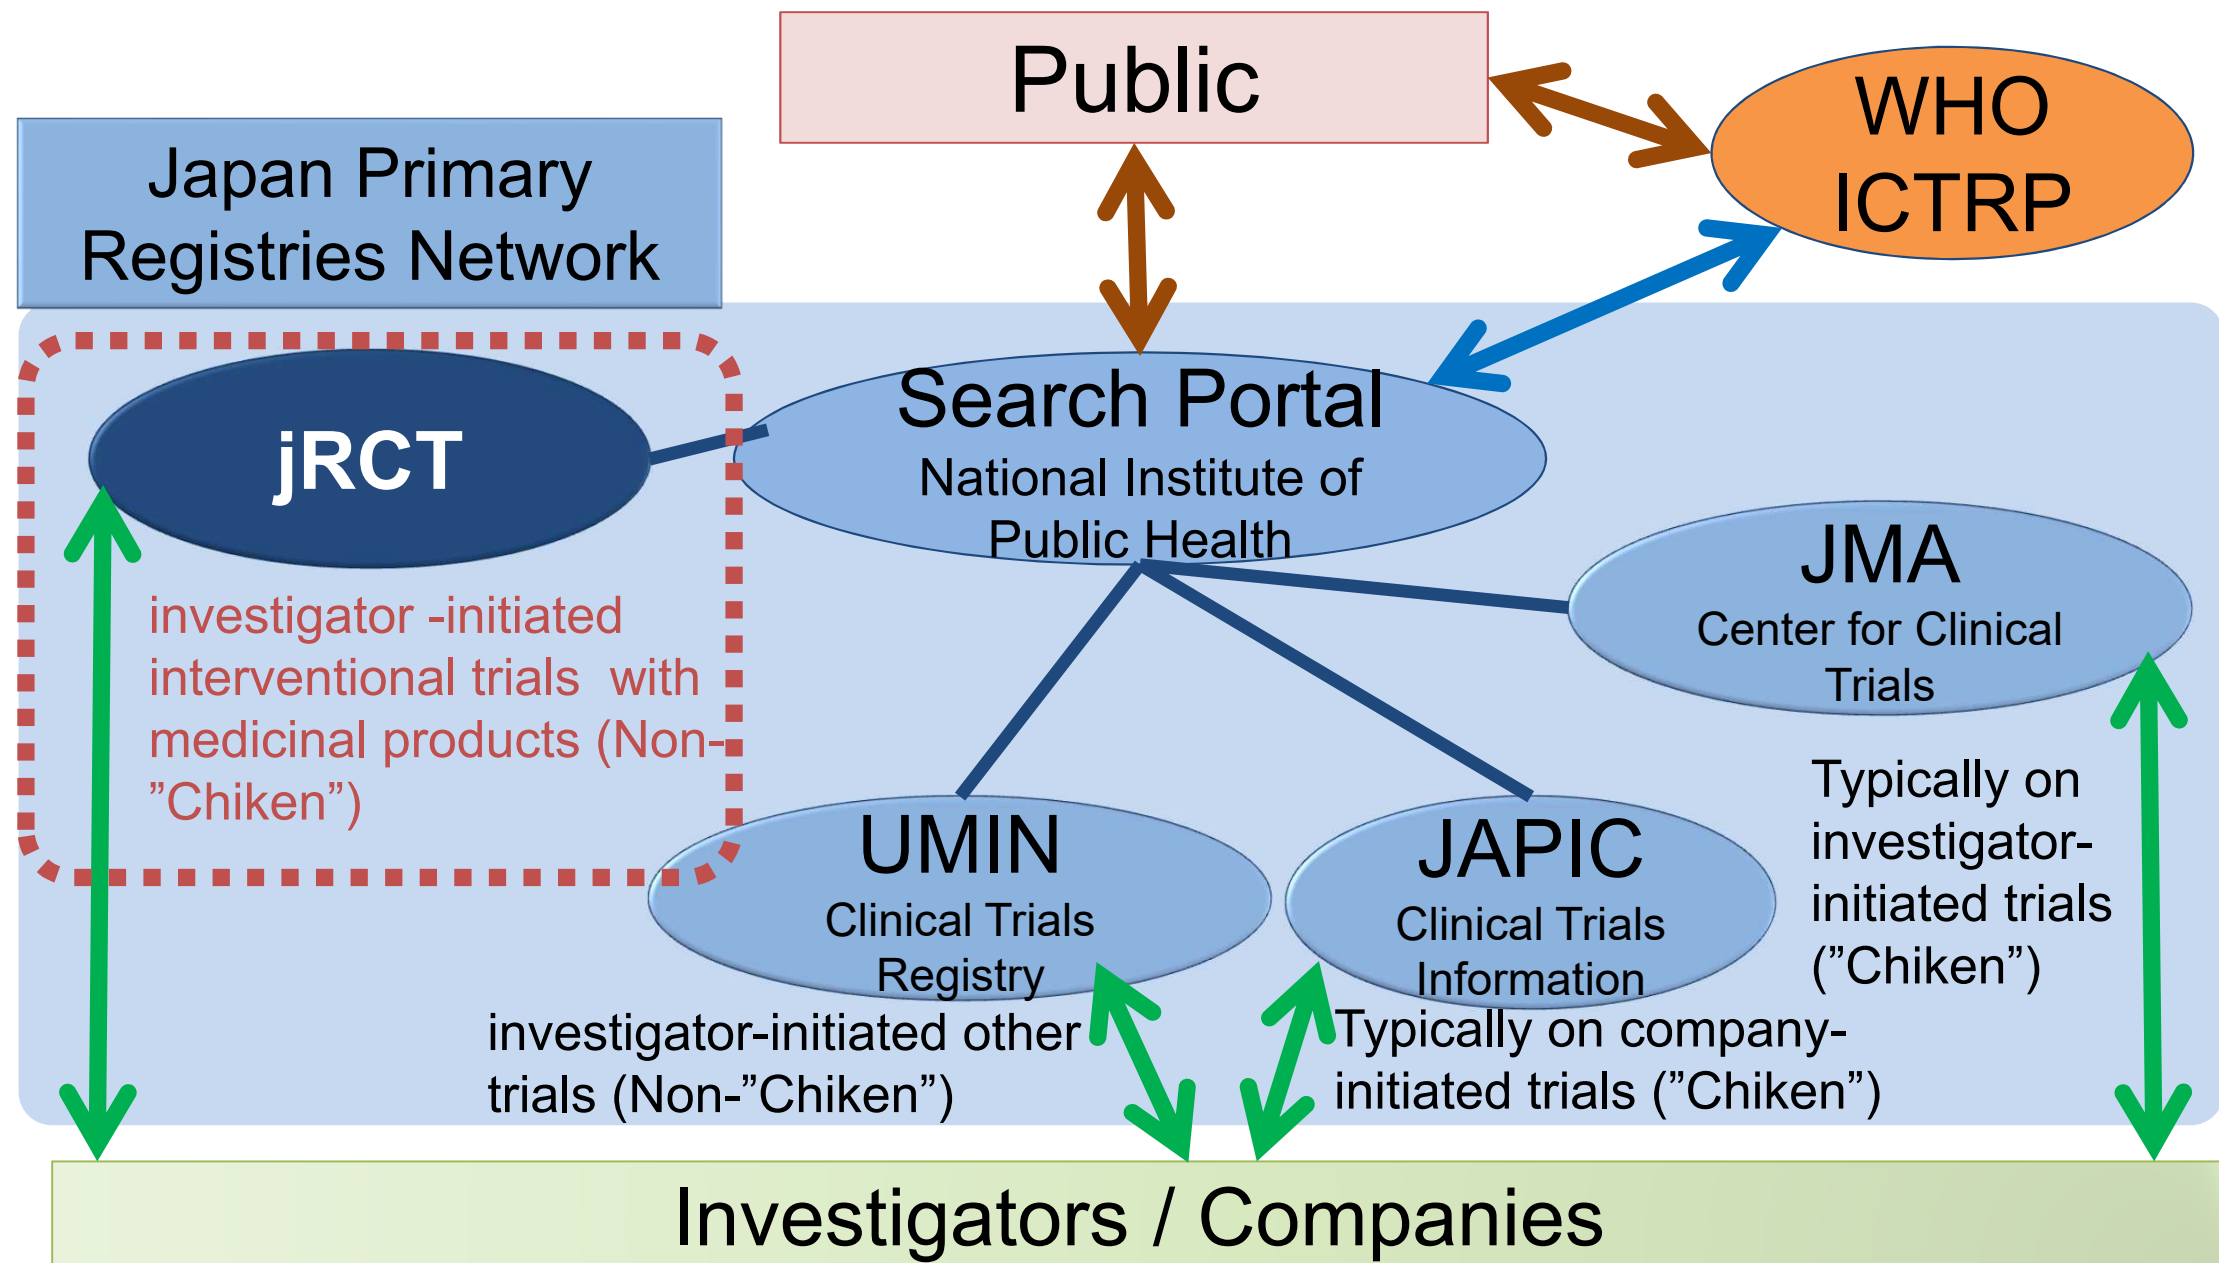 Public
WHO
ICTRP
Japan Primary
Registries Network
jRCT
investigator -initiated
interventional trials  with
medicinal products (Non-
”Chiken”)
Search Portal
National Institute of
Public Health
JMA
Center for Clinical
Trials
Typically on
investigator-
initiated trials
(”Chiken”)
UMIN
Clinical Trials
Registry
investigator-initiated other
trials (Non-”Chiken”)
JAPIC
Clinical Trials
Information
Typically on company-
initiated trials (”Chiken”)
Investigators / Companies